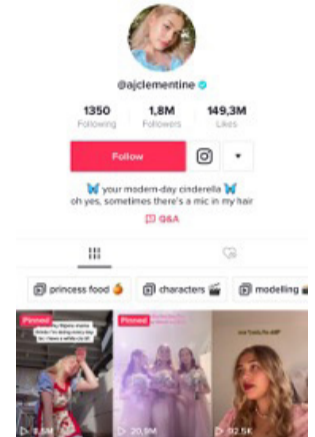 @ajclementine
1350 1,8M 149,3M
Following Followers Likes
Follow
🦋 your modern-day cinderella 🦋
oh yes, sometimes there's a mic in my hair
Q&A
princess food 🍊 characters 🎬 modelling
Pinned Pinned
20,9M 92.5K